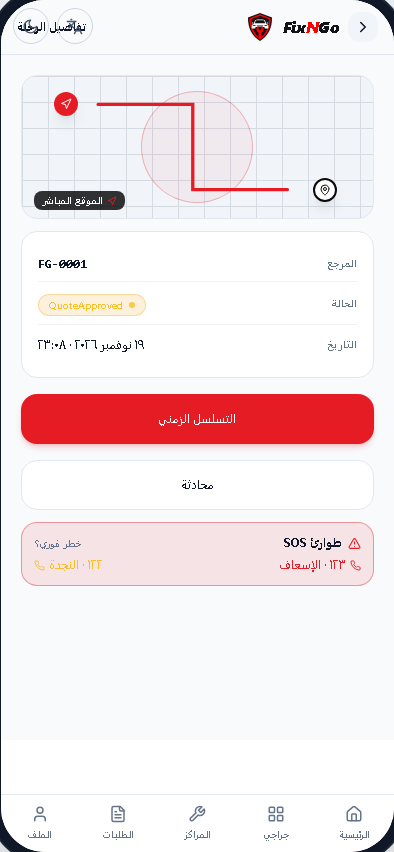 FixNGo
تفاصيل الرحلة
الموقع المباشر
المرجع
FG-0001
الحالة
QuoteApproved
التاريخ
١٩ نوفمبر ٢٠٢٦ ٢٣:٠٨
التسلسل الزمني
محادثة
طوارئ SOS
خطر فوري؟
١٢٣ · الإسعاف
١٢٢ · النجدة
الرئيسية
جراجي
المراكز
الطلبات
الملف